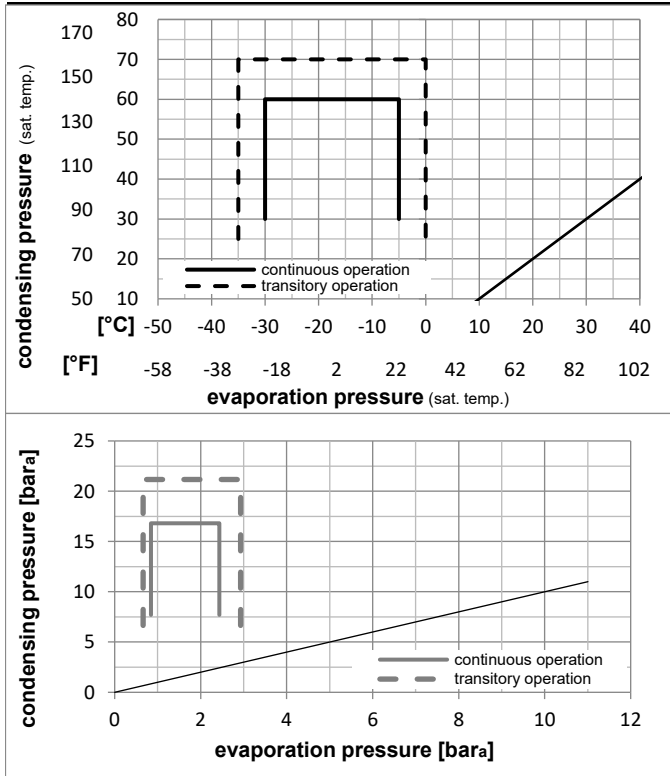 170 80
70
150
60
130
50
110
40
90
30
70
20
50 10
condensing pressure (sat. temp.)
continuous operation
transitory operation
[°C] -50 -40 -30 -20 -10 0 10 20 30 40
[°F] -58 -38 -18 2 22 42 62 82 102
evaporation pressure (sat. temp.)
25
20
15
10
5
0
condensing pressure [bara]
continuous operation
transitory operation
0 2 4 6 8 10 12
evaporation pressure [bara]